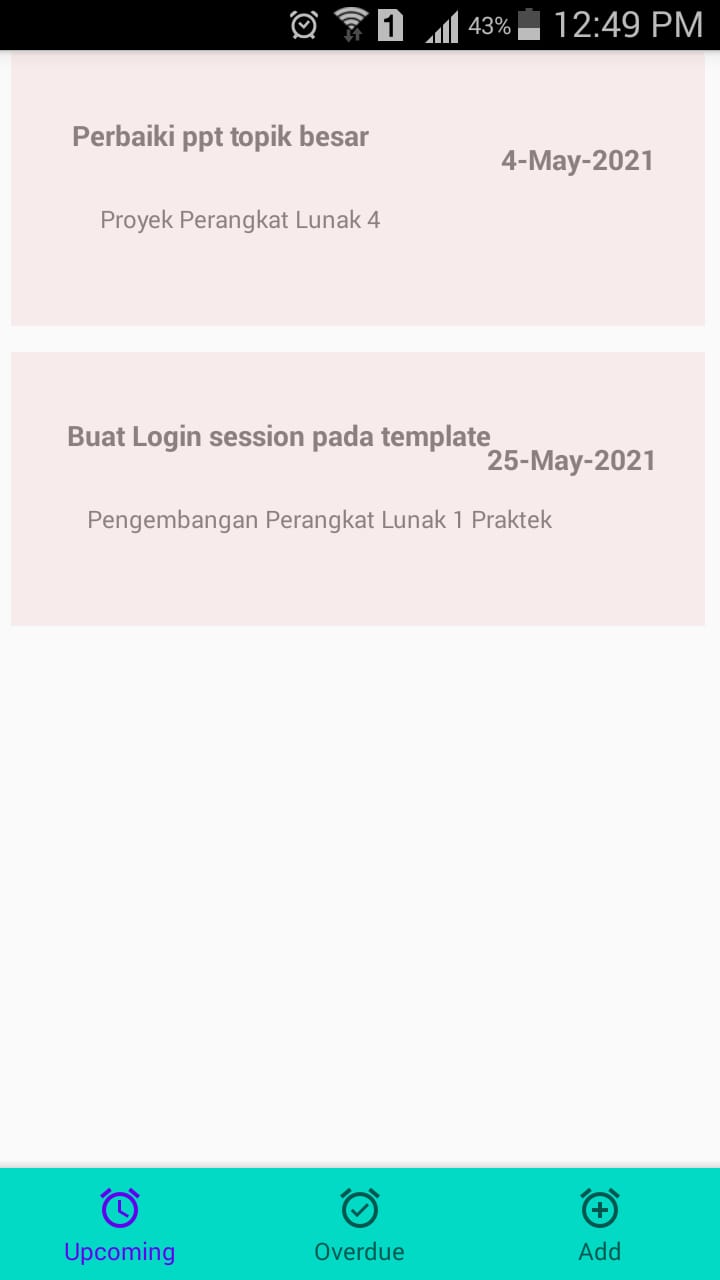 1 43% 12:49 PM
Perbaiki ppt topik besar
4-May-2021
Proyek Perangkat Lunak 4
Buat Login session pada template
25-May-2021
Pengembangan Perangkat Lunak 1 Praktek
Upcoming Overdue Add